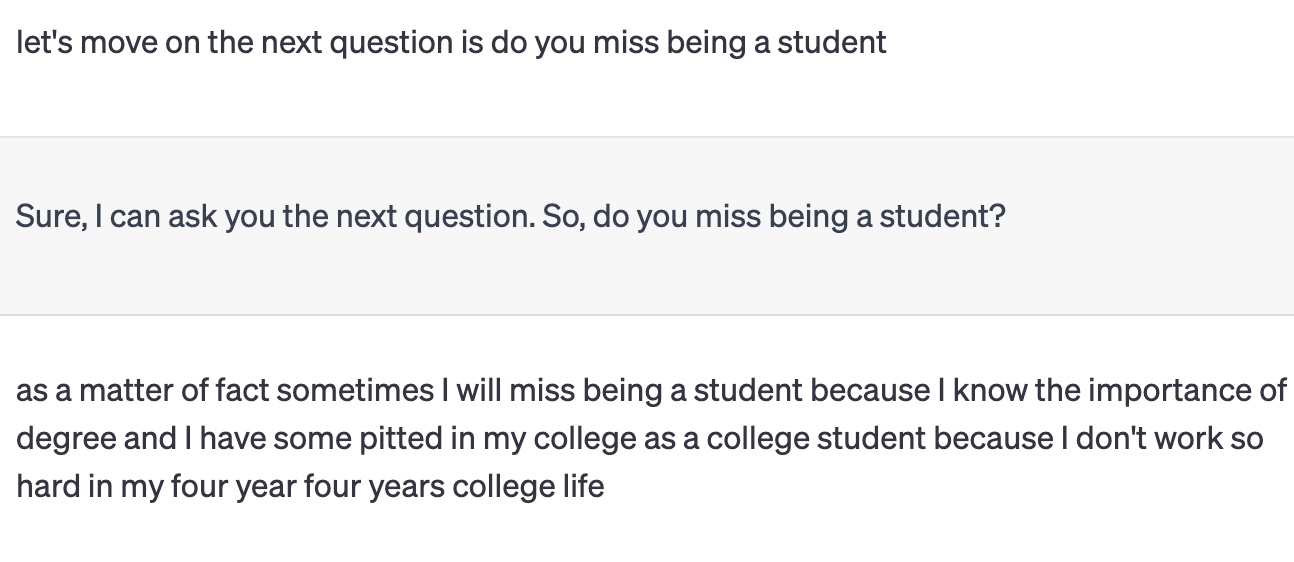 let's move on the next question is do you miss being a student
Sure, I can ask you the next question. So, do you miss being a student?
as a matter of fact sometimes I will miss being a student because I know the importance of
degree and I have some pitted in my college as a college student because I don't work so
hard in my four year four years college life